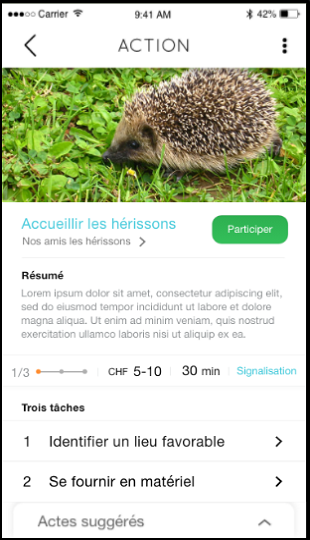 Carrier 9:41 AM 42%
ACTION
Accueillir les hérissons
Participer
Nos amis les hérissons
Résumé
Lorem ipsum dolor sit amet, consectetur adipiscing elit,
sed do eiusmod tempor incididunt ut labore et dolore
magna aliqua. Ut enim ad minim veniam, quis nostrud
exercitation ullamco laboris nisi ut aliquip ex ea.
1/3 CHF 5-10 30 min Signalisation
Trois tâches
1 Identifier un lieu favorable
2 Se fournir en matériel
Actes suggérés